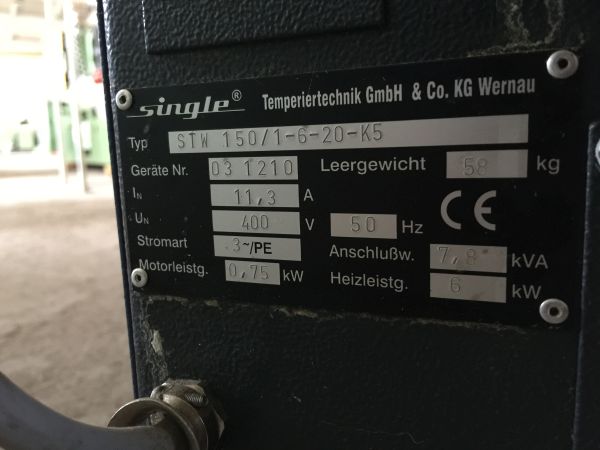 single® Temperiertechnik GmbH & Co. KG Wernau
Typ STW 150/1-6-20-K5
Geräte Nr. 03 1210 Leergewicht 58 kg
IN 11,3 A
UN 400 V 50 Hz CE
Stromart 3~/PE Anschlußw. 7,8 kVA
Motorleistg. 0,75 kW Heizleistg. 6 kW